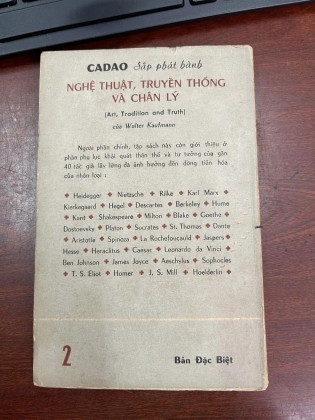 CADAO Sắp phát hành
NGHỆ THUẬT, TRUYỀN THỐNG
VÀ CHÂN LÝ
(Art, Tradition and Truth)
của Walter Kaufmann
Ngoài phần chính, tập sách này còn giới thiệu ở
phần phụ lục khái quát thân thế và tư tưởng của gần
40 tác giả lẫy lừng đã ảnh hưởng đến dòng tiến hóa
của nhân loại :
◆ Heidegger ◆ Nietzsche ◆ Rilke ◆ Karl Marx ◆
Kierkegaard ◆ Hegel ◆ Descartes ◆ Berkeley ◆ Hume
◆ Kant ◆ Shakespeare ◆ Milton ◆ Blake ◆ Goethe ◆
Dostoevsky ◆ Platon ◆ Socrates ◆ St. Thomas ◆ Dante
◆ Aristotle ◆ Spinoza ◆ La Rochefoucauld ◆ Jaspers ◆
Hesse ◆ Heraclitus ◆ Caesar ◆ Leonardo da Vinci ◆
Ben Johnson ◆ James Joyce ◆ Aeschylus ◆ Sophocles
◆ T. S. Eliot ◆ Homer ◆ J. S. Mill ◆ Hoelderlin ◆
2 Bản Đặc Biệt